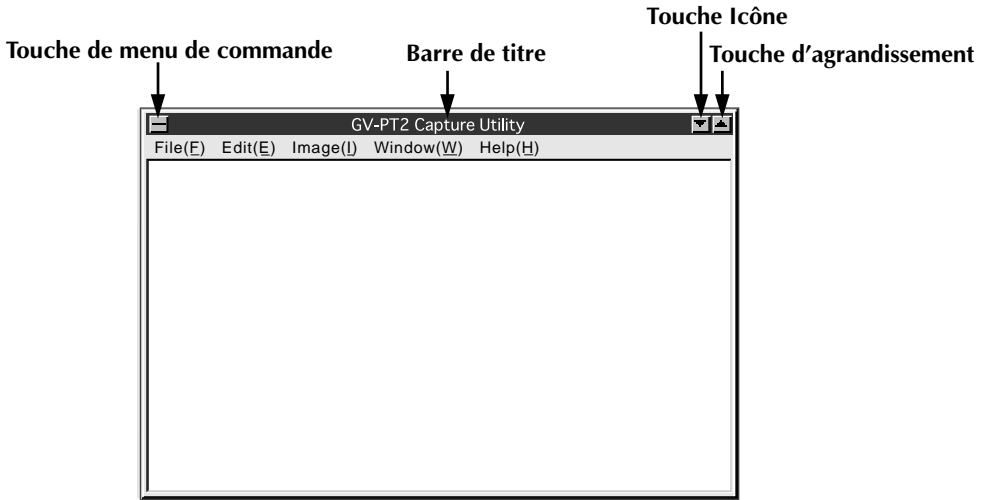 Touche Icône
Touche de menu de commande
Barre de titre
Touche d'agrandissement
GV-PT2 Capture Utility
File(F) Edit(E) Image(I) Window(W) Help(H)